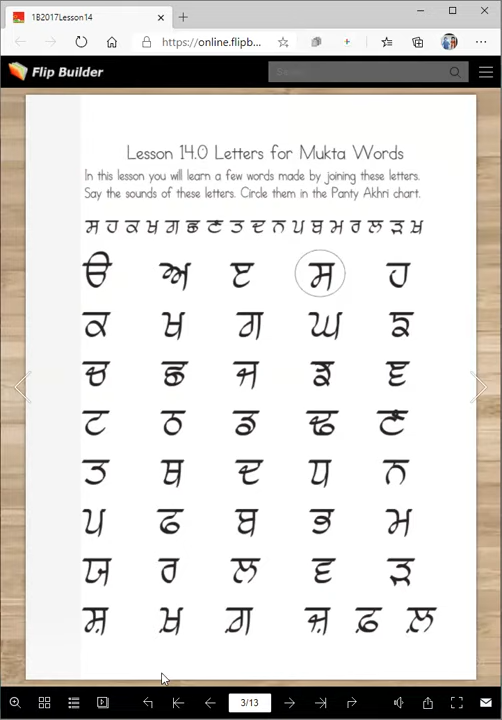 1B2017Lesson14
https://online.flipb...
Flip Builder
Lesson 14.0 Letters for Mukta Words
In this lesson you will learn a few words made by joining these letters.
Say the sounds of these letters. Circle them in the Panty Akhri chart.
ਸ ਹ ਕ ਖ ਗ ਛ ਣ ਤ ਦ ਨ ਪ ਬ ਮ ਰ ਲ ੜ ਖ਼
ੳ ਅ ੲ ਸ ਹ
ਕ ਖ ਗ ਘ ਙ
ਚ ਛ ਜ ਝ ਞ
ਟ ਠ ਡ ਢ ਣ
ਤ ਥ ਦ ਧ ਨ
ਪ ਫ ਬ ਭ ਮ
ਯ ਰ ਲ ਵ ੜ
ਸ਼ ਖ਼ ਗ਼ ਜ਼ ਫ਼ ਲ਼
3/13